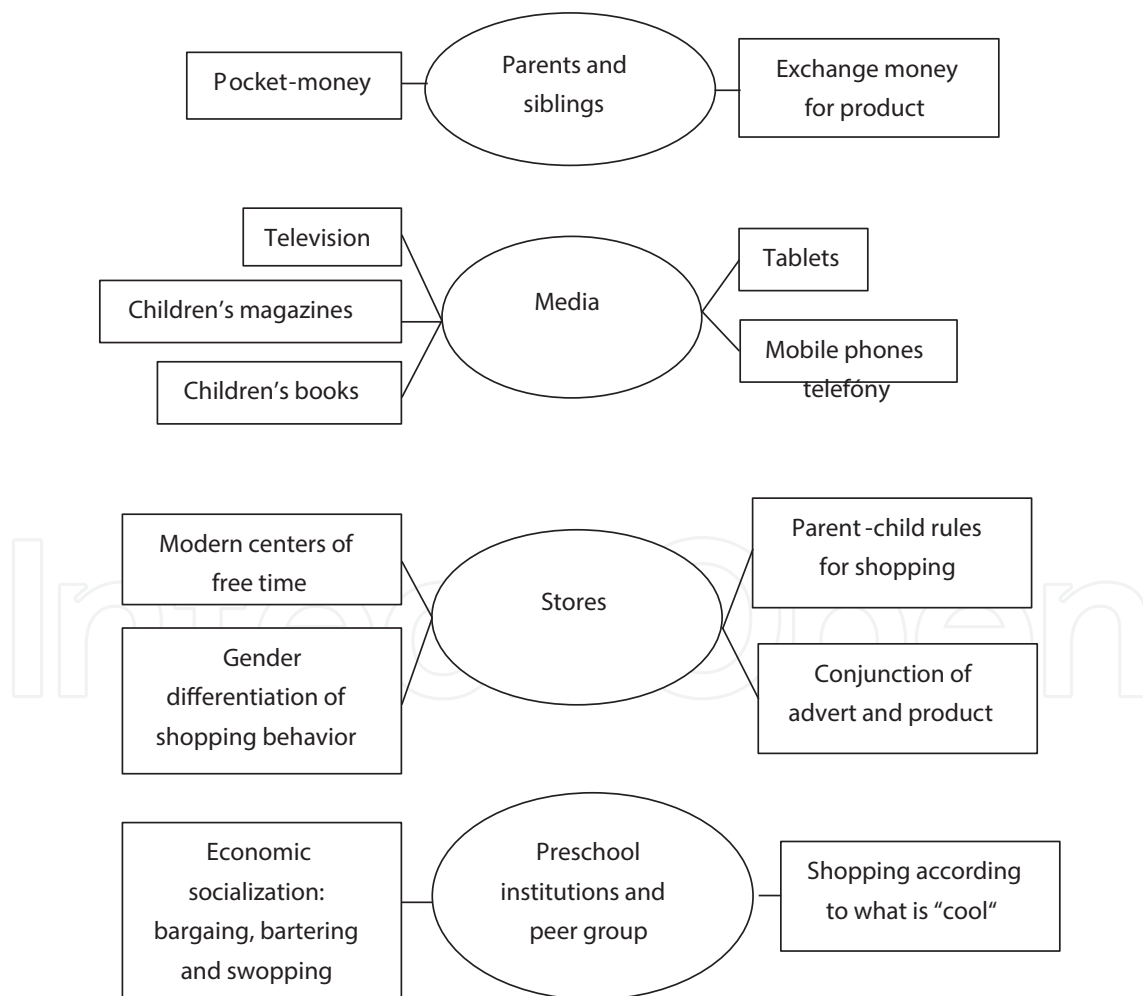 Pocket-money
Parents and
siblings
Exchange money
for product
Television
Children’s magazines
Children’s books
Media
Tablets
Mobile phones
telefóny
Modern centers of
free time
Gender
differentiation of
shopping behavior
Stores
Parent-child rules
for shopping
Conjunction of
advert and product
Economic
socialization:
bargaing, bartering
and swopping
Preschool
institutions and
peer group
Shopping according
to what is “cool“
IntechOpen